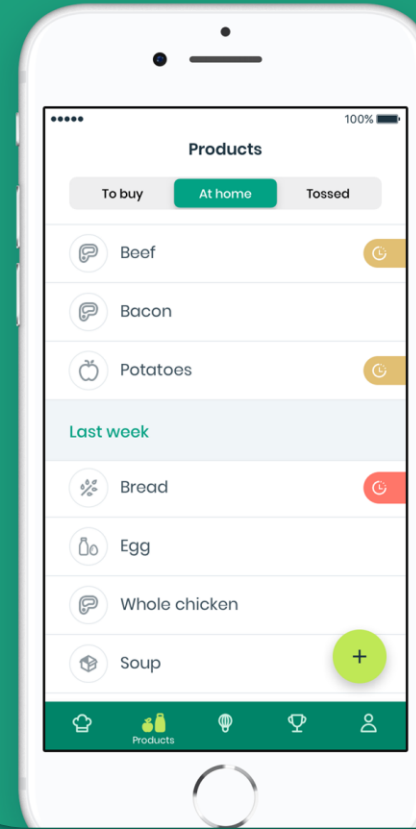 100%
Products
To buy At home Tossed
Beef
Bacon
Potatoes
Last week
Bread
Egg
Whole chicken
Soup
+
Products